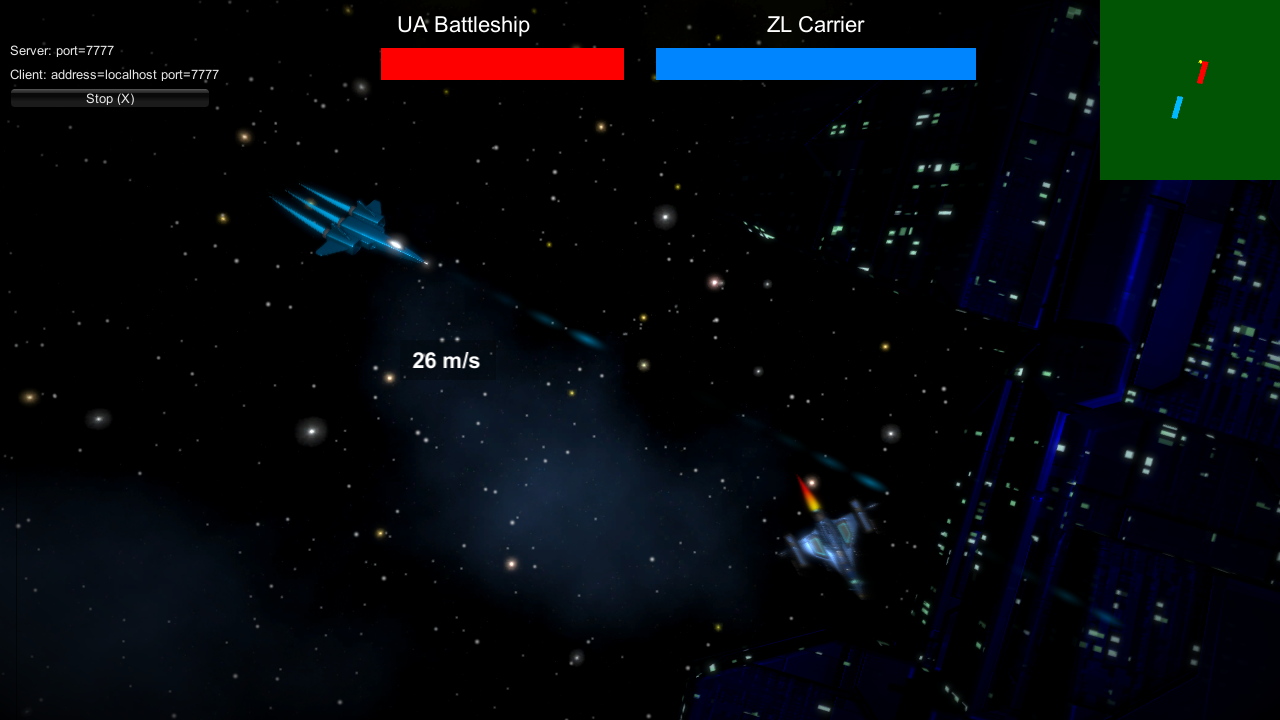 UA Battleship
ZL Carrier
Server: port=7777
Client: address=localhost port=7777
Stop (X)
26 m/s